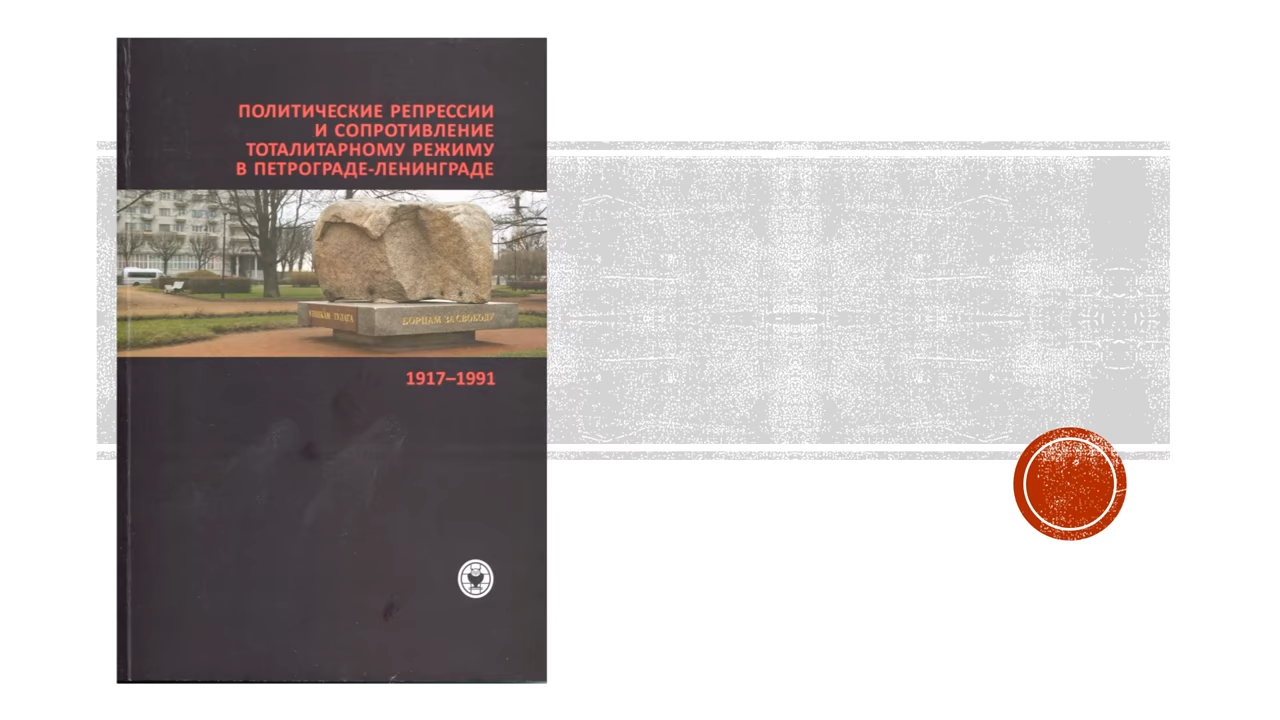 ПОЛИТИЧЕСКИЕ РЕПРЕССИИ
И СОПРОТИВЛЕНИЕ
ТОТАЛИТАРНОМУ РЕЖИМУ
В ПЕТРОГРАДЕ-ЛЕНИНГРАДЕ
УЗНИКАМ ГУЛАГА
БОРЦАМ ЗА СВОБОДУ
1917–1991